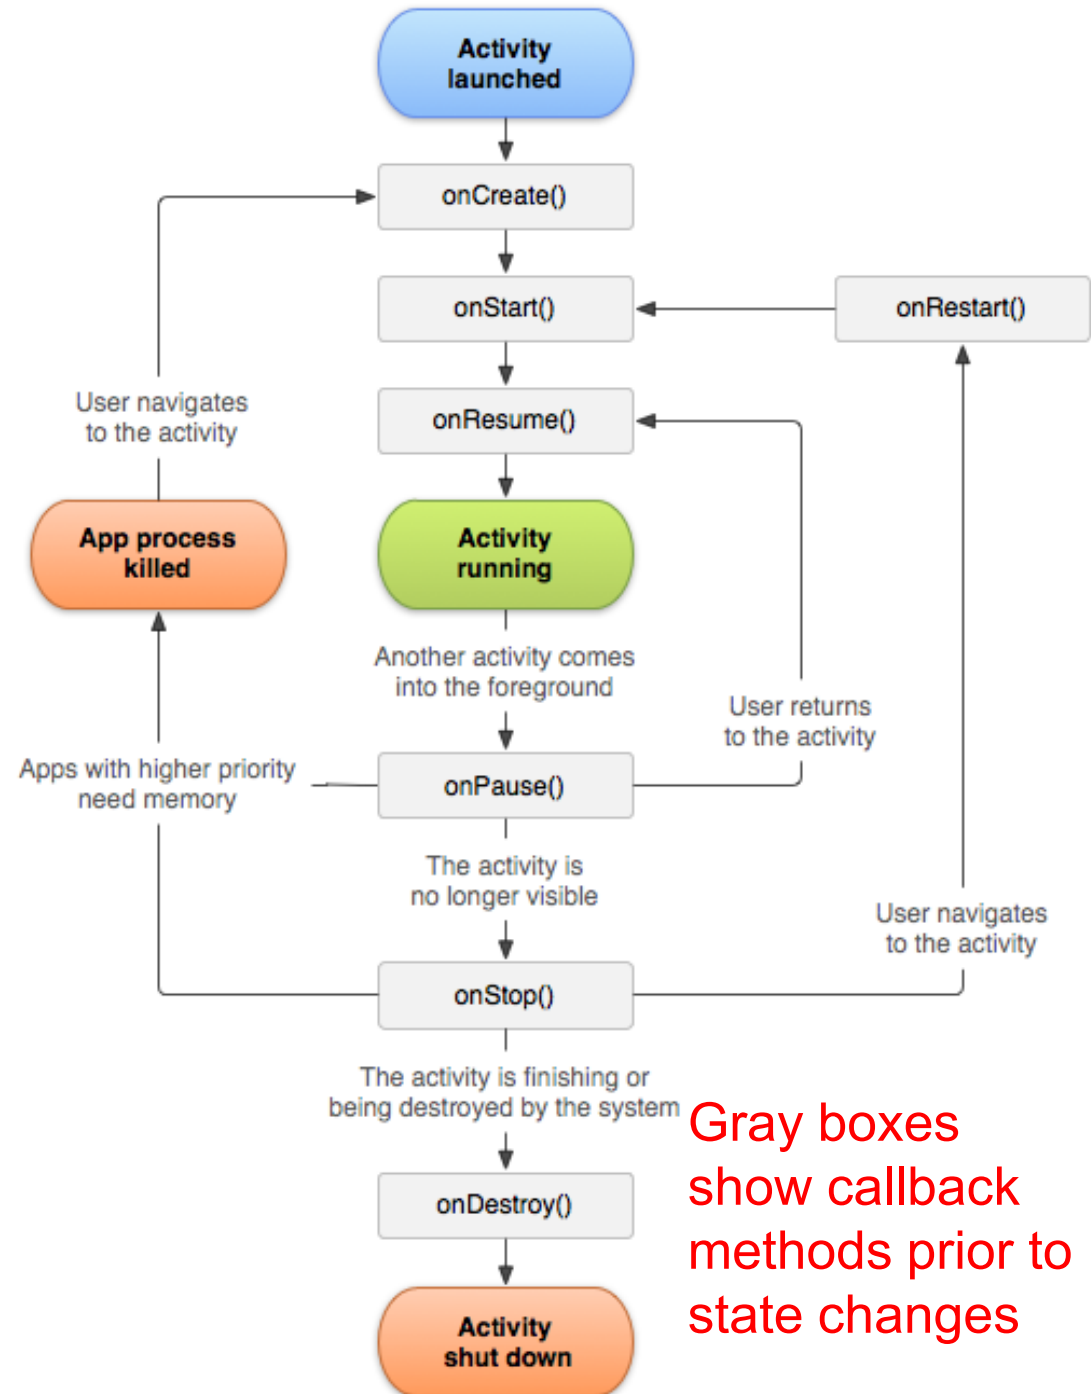 Activity
launched
onCreate()
onStart()
onRestart()
User navigates
to the activity
onResume()
App process
killed
Activity
running
Another activity comes
into the foreground
User returns
to the activity
Apps with higher priority
need memory
onPause()
The activity is
no longer visible
User navigates
to the activity
onStop()
The activity is finishing or
being destroyed by the system
onDestroy()
Gray boxes
show callback
methods prior to
state changes
Activity
shut down